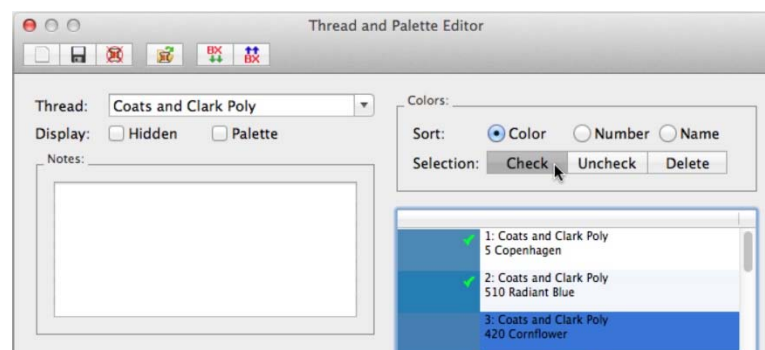 Thread and Palette Editor
BX
BX
Thread: Coats and Clark Poly
Display: Hidden Palette
Notes:
Colors:
Sort: Color Number Name
Selection: Check Uncheck Delete
1: Coats and Clark Poly
5 Copenhagen
2: Coats and Clark Poly
510 Radiant Blue
3: Coats and Clark Poly
420 Cornflower